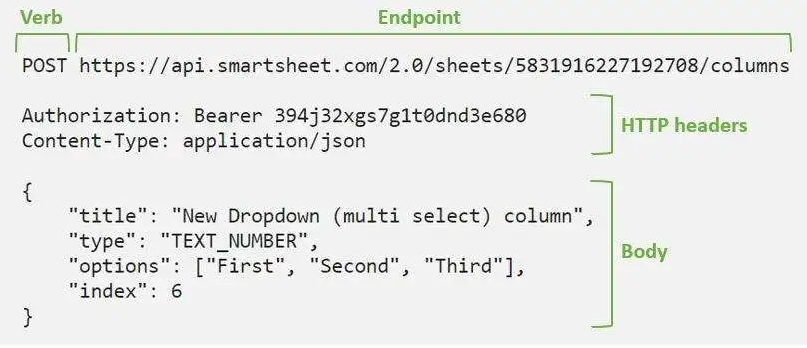 Verb Endpoint
POST https://api.smartsheet.com/2.0/sheets/5831916227192708/columns
Authorization: Bearer 394j32xgs7g1t0dnd3e680
Content-Type: application/json
HTTP headers
{
"title": "New Dropdown (multi select) column",
"type": "TEXT_NUMBER",
"options": ["First", "Second", "Third"],
"index": 6
}
Body